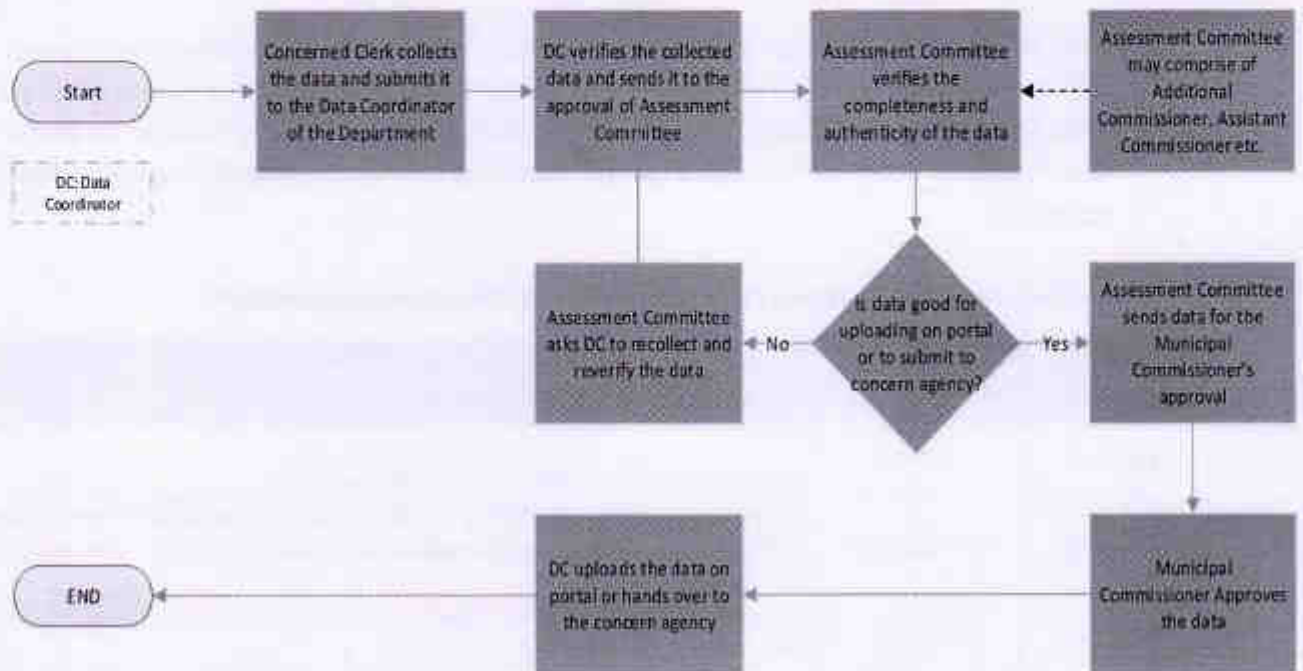 Start
Concerned Clerk collects
the data and submits it
to the Data Coordinator
of the Department
DC verifies the collected
data and sends it to the
approval of Assessment
Committee
Assessment Committee
verifies the
completeness and
authenticity of the data
Assessment Committee
may comprise of
Additional
Commissioner, Assistant
Commissioner etc.
DC: Data
Coordinator
Assessment Committee
asks DC to recollect and
reverify the data
No
Is data good for
uploading on portal
or to submit to
concern agency?
Yes
Assessment Committee
sends data for the
Municipal
Commissioner's
approval
END
DC uploads the data on
portal or hands over to
the concern agency
Municipal
Commissioner Approves
the data